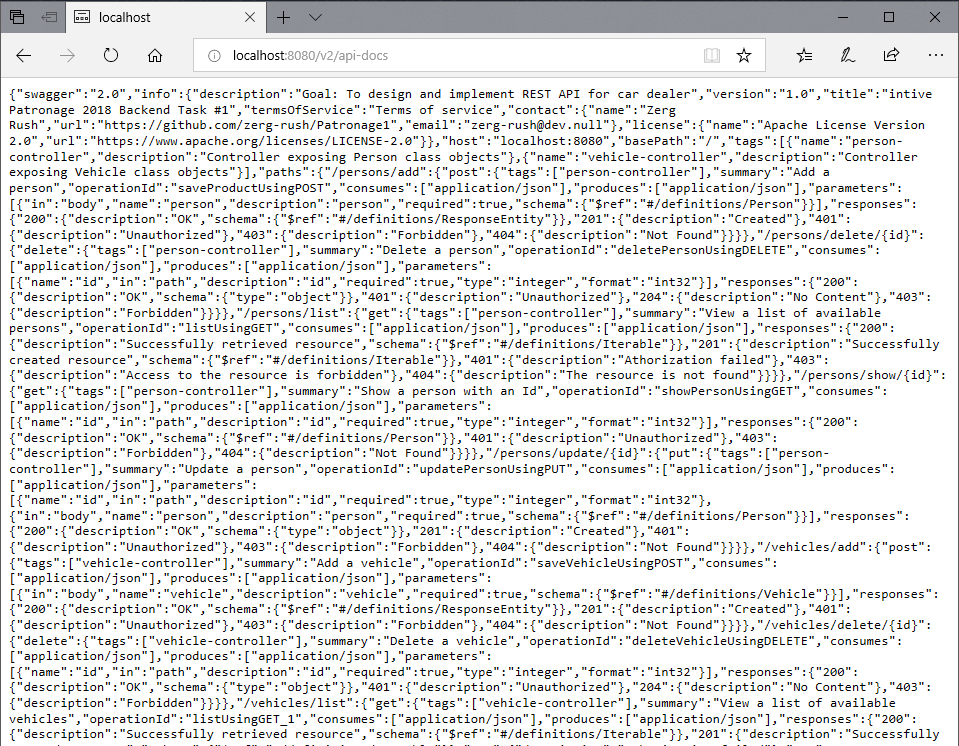 localhost
localhost:8080/v2/api-docs
{"swagger":"2.0","info":{"description":"Goal: To design and implement REST API for car dealer","version":"1.0","title":"intive
Patronage 2018 Backend Task #1","termsOfService":"Terms of service","contact":{"name":"Zerg
Rush","url":"https://github.com/zerg-rush/Patronage1","email":"zerg-rush@dev.null"},"license":{"name":"Apache License Version
2.0","url":"https://www.apache.org/licenses/LICENSE-2.0"}},"host":"localhost:8080","basePath":"/","tags":[{"name":"person-
controller","description":"Controller exposing Person class objects"},{"name":"vehicle-controller","description":"Controller
exposing Vehicle class objects"}],"paths":{"/persons/add":{"post":{"tags":["person-controller"],"summary":"Add a
person","operationId":"saveProductUsingPOST","consumes":["application/json"],"produces":["application/json"],"parameters":
[{"in":"body","name":"person","description":"person","required":true,"schema":{"$ref":"#/definitions/Person"}}],"responses":
{"200":{"description":"OK","schema":{"$ref":"#/definitions/ResponseEntity"}},"201":{"description":"Created"},"401":
{"description":"Unauthorized"},"403":{"description":"Forbidden"},"404":{"description":"Not Found"}}}},"/persons/delete/{id}":
{"delete":{"tags":["person-controller"],"summary":"Delete a person","operationId":"deletePersonUsingDELETE","consumes":
["application/json"],"produces":["application/json"],"parameters":
[{"name":"id","in":"path","description":"id","required":true,"type":"integer","format":"int32"}],"responses":{"200":
{"description":"OK","schema":{"type":"object"}},"401":{"description":"Unauthorized"},"204":{"description":"No Content"},"403":
{"description":"Forbidden"}}}},"/persons/list":{"get":{"tags":["person-controller"],"summary":"View a list of available
persons","operationId":"listUsingGET","consumes":["application/json"],"produces":["application/json"],"responses":{"200":
{"description":"Successfully retrieved resource","schema":{"$ref":"#/definitions/Iterable"}},"201":{"description":"Successfully
created resource","schema":{"$ref":"#/definitions/Iterable"}},"401":{"description":"Athorization failed"},"403":
{"description":"Access to the resource is forbidden"},"404":{"description":"The resource is not found"}}}},"/persons/show/{id}":
{"get":{"tags":["person-controller"],"summary":"Show a person with an Id","operationId":"showPersonUsingGET","consumes":
["application/json"],"produces":["application/json"],"parameters":
[{"name":"id","in":"path","description":"id","required":true,"type":"integer","format":"int32"}],"responses":{"200":
{"description":"OK","schema":{"$ref":"#/definitions/Person"}},"401":{"description":"Unauthorized"},"403":
{"description":"Forbidden"},"404":{"description":"Not Found"}}}},"/persons/update/{id}":{"put":{"tags":["person-
controller"],"summary":"Update a person","operationId":"updatePersonUsingPUT","consumes":["application/json"],"produces":
["application/json"],"parameters":
[{"name":"id","in":"path","description":"id","required":true,"type":"integer","format":"int32"},
{"in":"body","name":"person","description":"person","required":true,"schema":{"$ref":"#/definitions/Person"}}],"responses":
{"200":{"description":"OK","schema":{"type":"object"}},"201":{"description":"Created"},"401":
{"description":"Unauthorized"},"403":{"description":"Forbidden"},"404":{"description":"Not Found"}}}},"/vehicles/add":{"post":
{"tags":["vehicle-controller"],"summary":"Add a vehicle","operationId":"saveVehicleUsingPOST","consumes":
["application/json"],"produces":["application/json"],"parameters":
[{"in":"body","name":"vehicle","description":"vehicle","required":true,"schema":{"$ref":"#/definitions/Vehicle"}}],"responses":
{"200":{"description":"OK","schema":{"$ref":"#/definitions/ResponseEntity"}},"201":{"description":"Created"},"401":
{"description":"Unauthorized"},"403":{"description":"Forbidden"},"404":{"description":"Not Found"}}}},"/vehicles/delete/{id}":
{"delete":{"tags":["vehicle-controller"],"summary":"Delete a vehicle","operationId":"deleteVehicleUsingDELETE","consumes":
["application/json"],"produces":["application/json"],"parameters":
[{"name":"id","in":"path","description":"id","required":true,"type":"integer","format":"int32"}],"responses":{"200":
{"description":"OK","schema":{"type":"object"}},"401":{"description":"Unauthorized"},"204":{"description":"No Content"},"403":
{"description":"Forbidden"}}}},"/vehicles/list":{"get":{"tags":["vehicle-controller"],"summary":"View a list of available
vehicles","operationId":"listUsingGET_1","consumes":["application/json"],"produces":["application/json"],"responses":{"200":
{"description":"Successfully retrieved resource","schema":{"$ref":"#/definitions/Iterable"}},"201":{"description":"Successfully